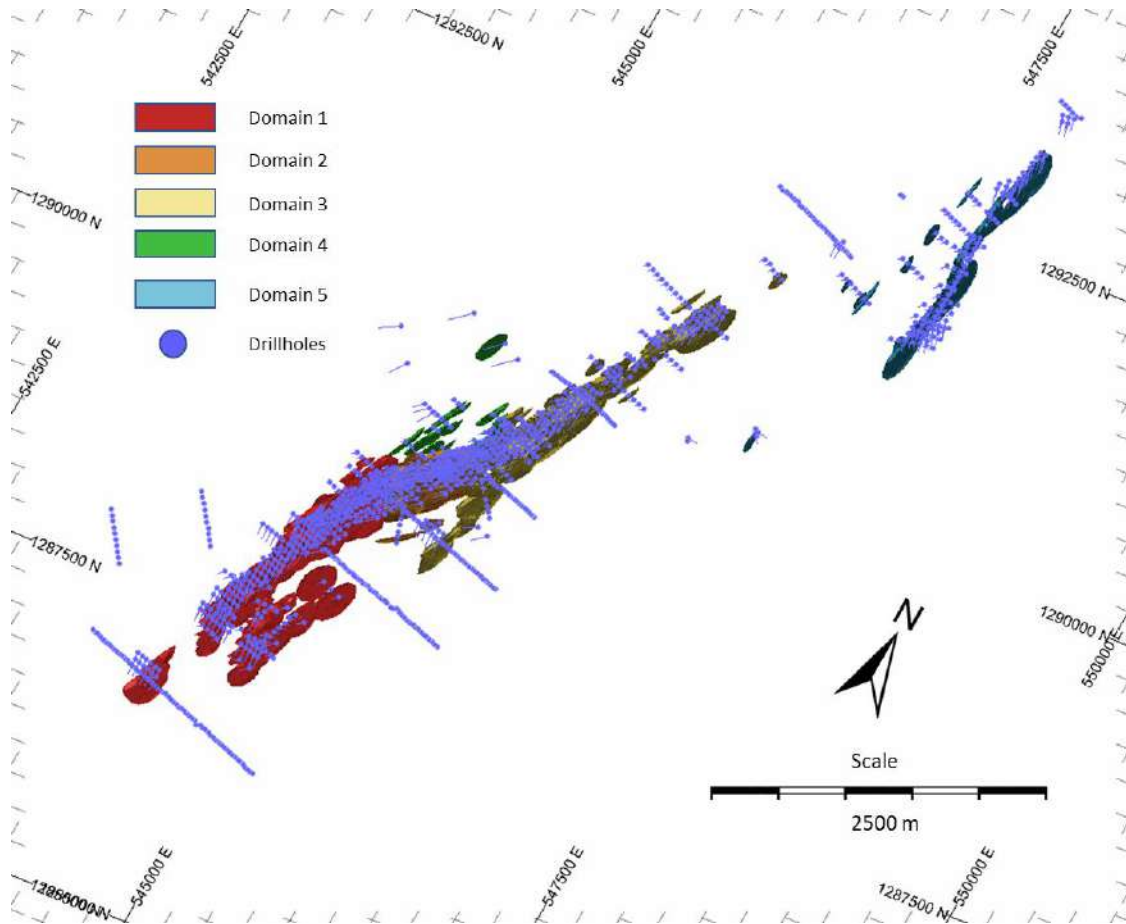 542500 E
1292500 N
545000 E
547500 E
Domain 1
Domain 2
Domain 3
Domain 4
Domain 5
Drillholes
1290000 N
1292500 N
542500 E
1287500 N
N
1290000 N
550000 E
Scale
2500 m
545000 E
547500 E
1287500 N
550000 E